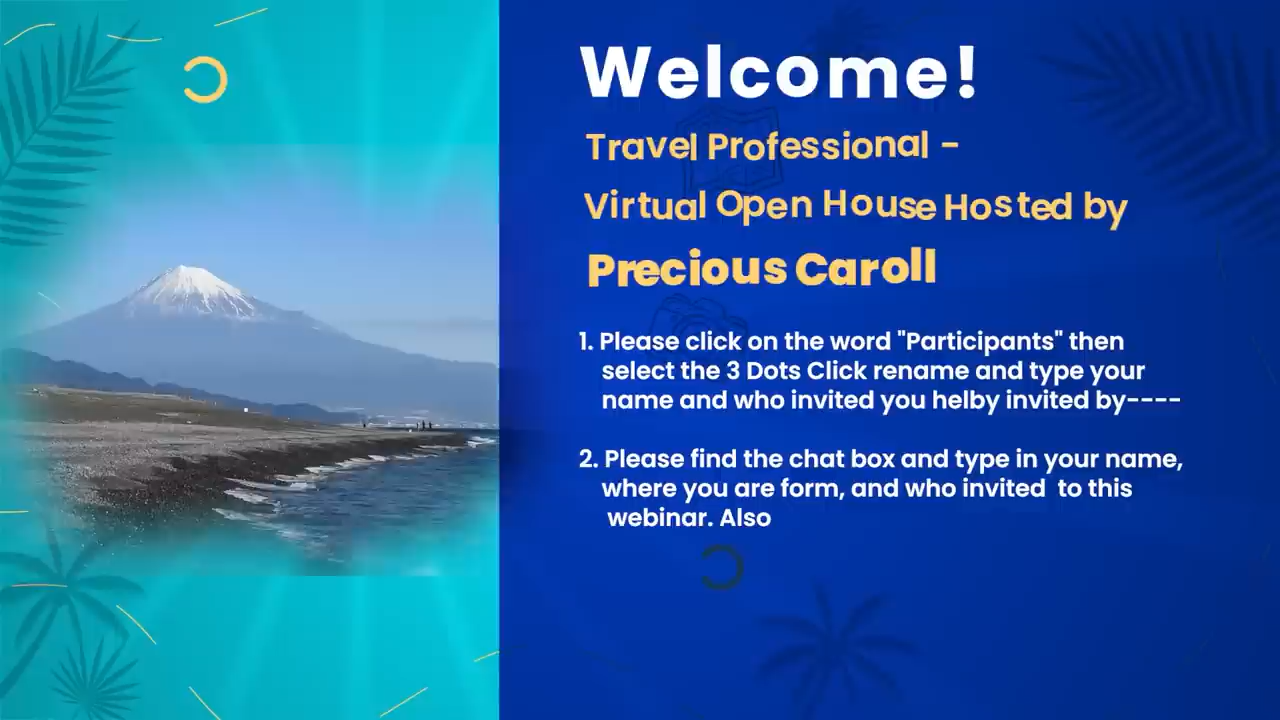 Welcome!
Travel Professional -
Virtual Open House Hosted by
Precious Caroll
1. Please click on the word "Participants" then
select the 3 Dots Click rename and type your
name and who invited you helby invited by----
2. Please find the chat box and type in your name,
where you are form, and who invited to this
webinar. Also